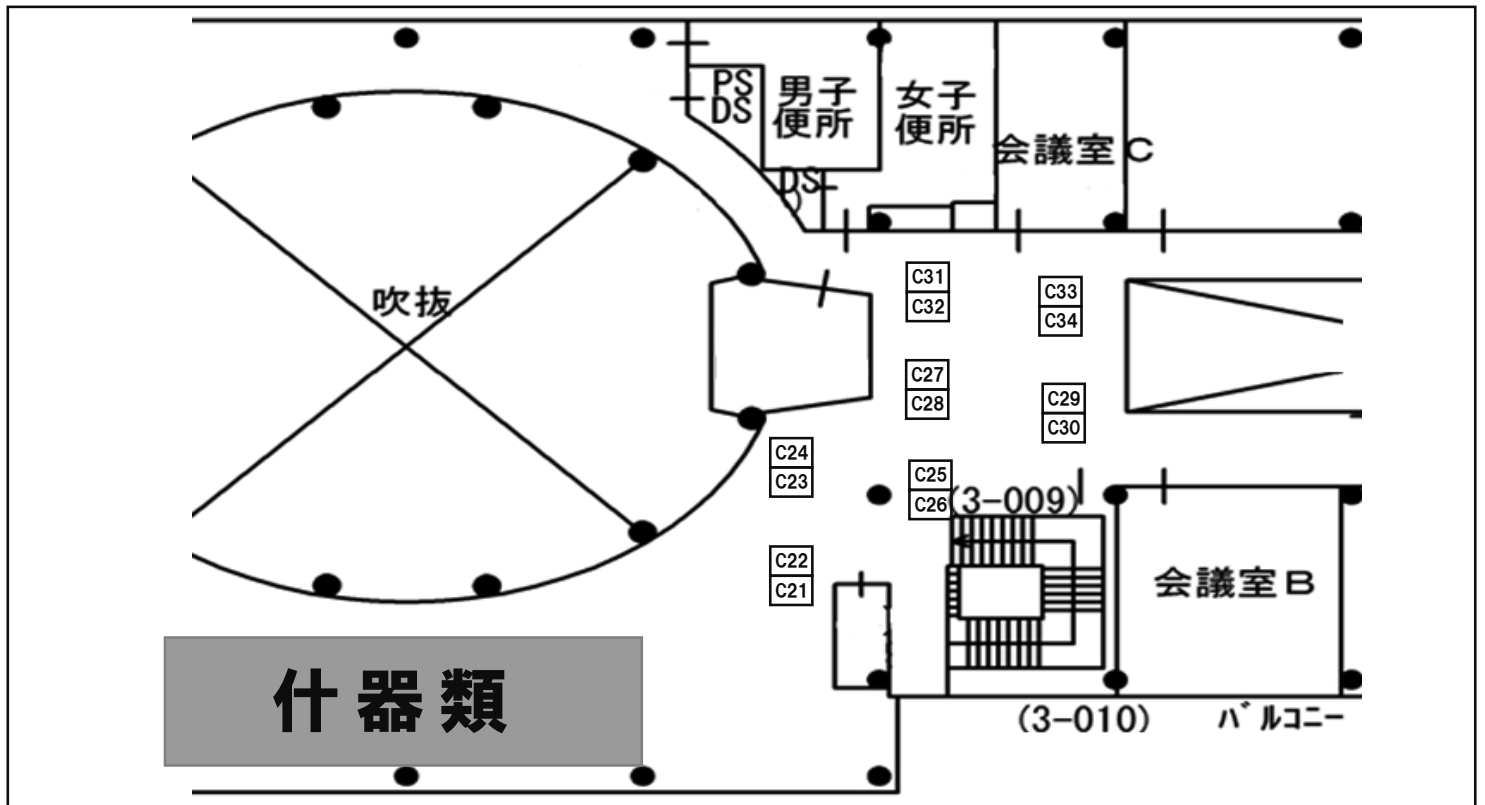 PS
DS
男子
便所
女子
便所
会議室C
DS
吹抜
C31
C32
C33
C34
C27
C28
C29
C30
C24
C23
C25
C26
(3-009)
C22
C21
会議室B
什器類
(3-010)
バルコニー